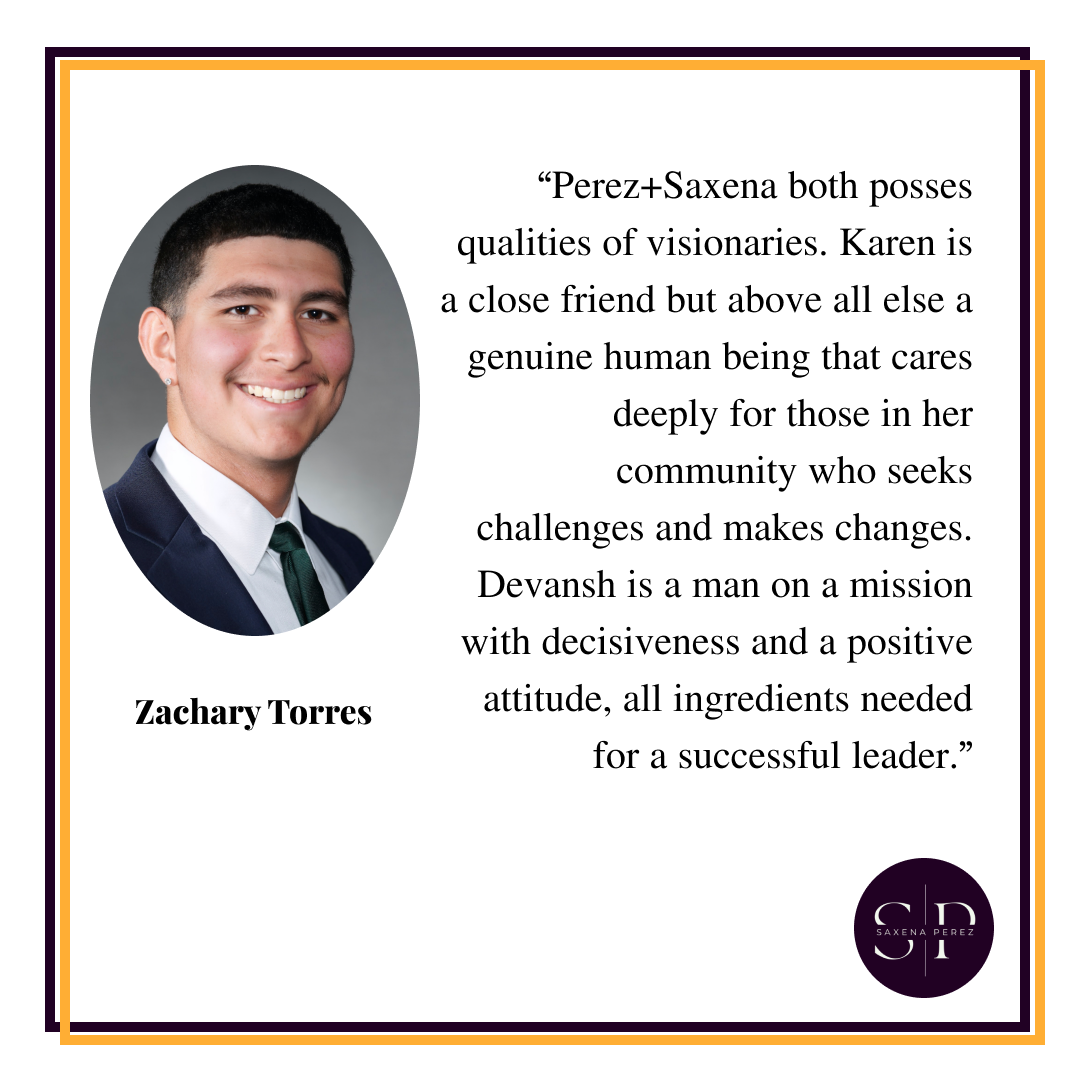 “Perez+Saxena both posses
qualities of visionaries. Karen is
a close friend but above all else a
genuine human being that cares
deeply for those in her
community who seeks
challenges and makes changes.
Devansh is a man on a mission
with decisiveness and a positive
attitude, all ingredients needed
for a successful leader.”
Zachary Torres
S P
SAXENA PEREZ